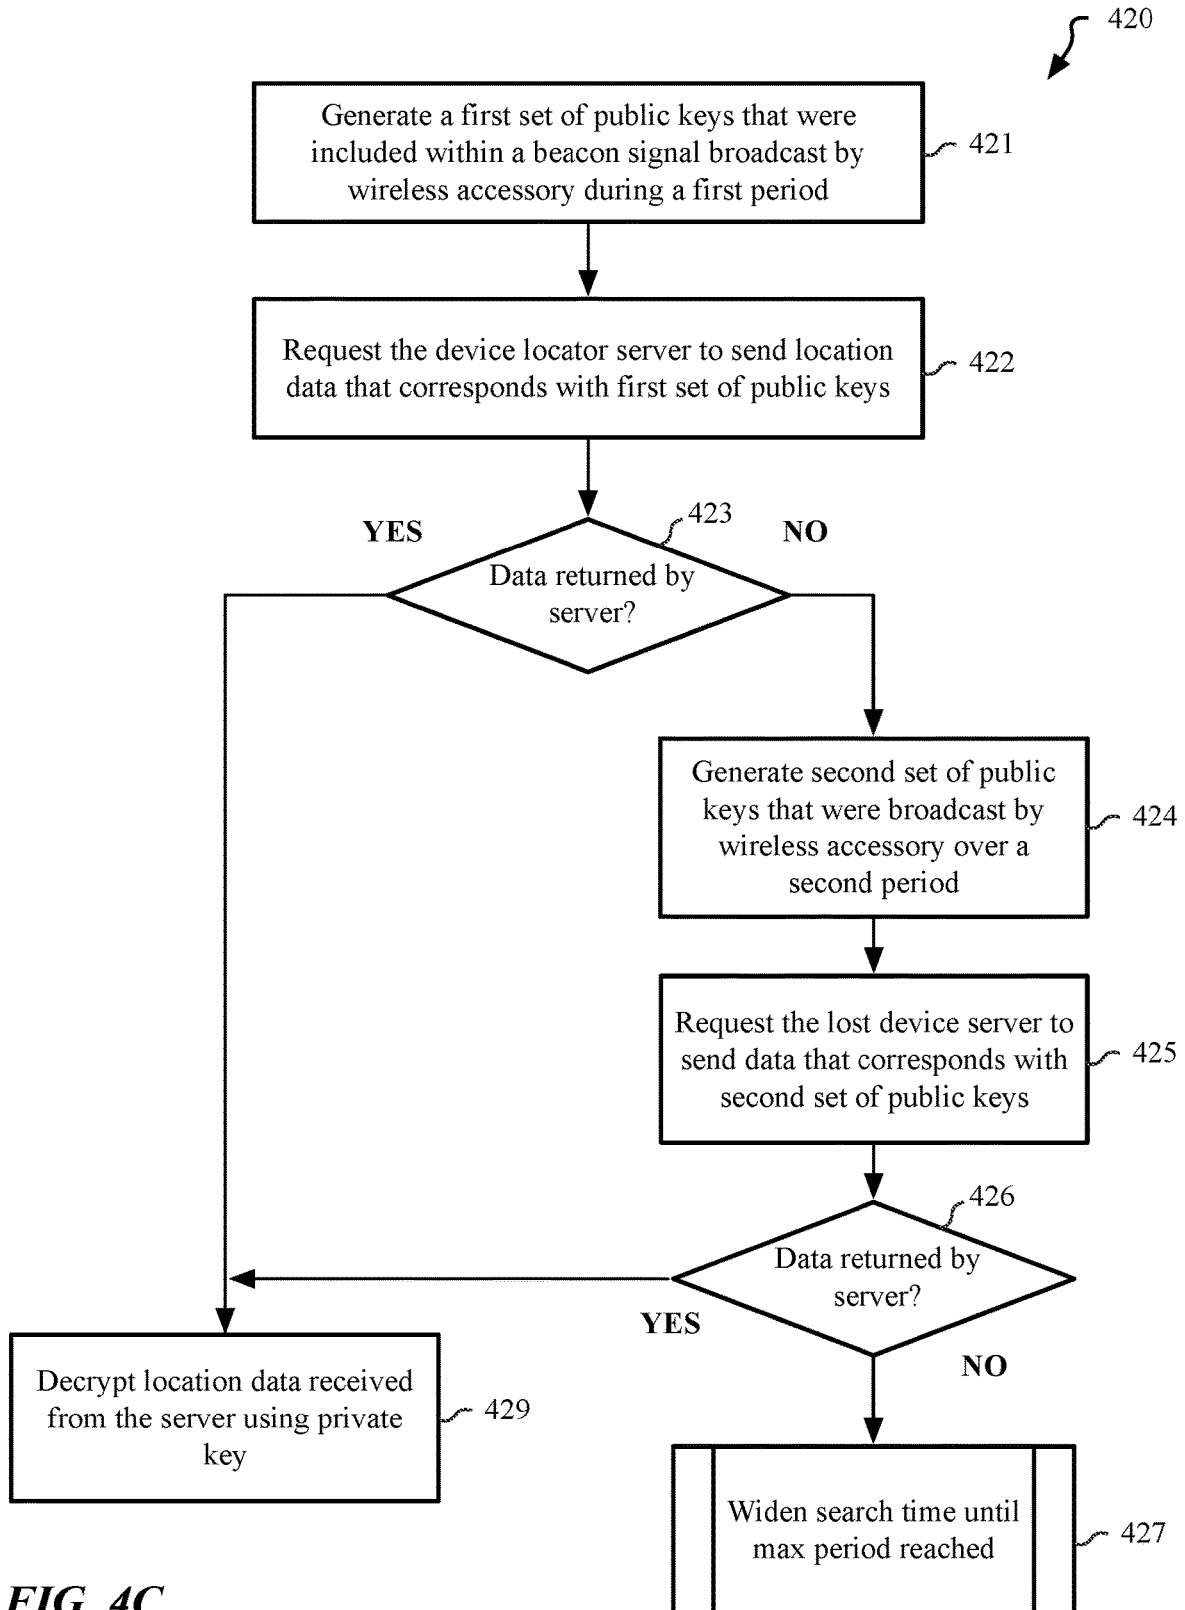 420
Generate a first set of public keys that were
included within a beacon signal broadcast by
wireless accessory during a first period
421
Request the device locator server to send location
data that corresponds with first set of public keys
422
423
YES
NO
Data returned by
server?
Generate second set of public
keys that were broadcast by
wireless accessory over a
second period
424
Request the lost device server to
send data that corresponds with
second set of public keys
425
426
Data returned by
server?
YES
NO
Decrypt location data received
from the server using private
key
429
Widen search time until
max period reached
427
FIG. 4C